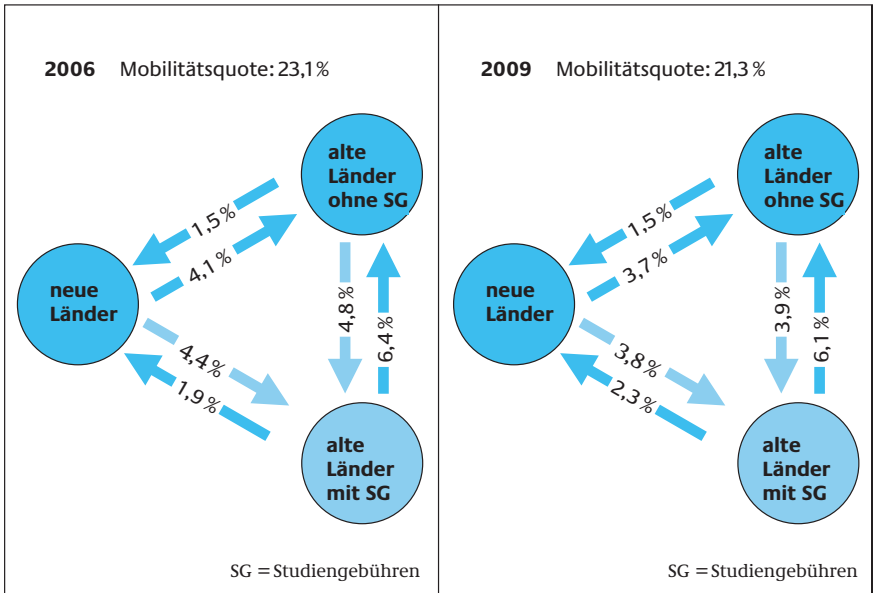 2006 Mobilitätsquote: 23,1 %
alte
Länder
ohne SG
1,5 %
4,1 %
neue
Länder
4,8 %
6,4 %
4,4 %
1,9 %
alte
Länder
mit SG
SG = Studiengebühren
2009 Mobilitätsquote: 21,3 %
alte
Länder
ohne SG
1,5 %
3,7 %
neue
Länder
3,9 %
6,1 %
3,8 %
2,3 %
alte
Länder
mit SG
SG = Studiengebühren